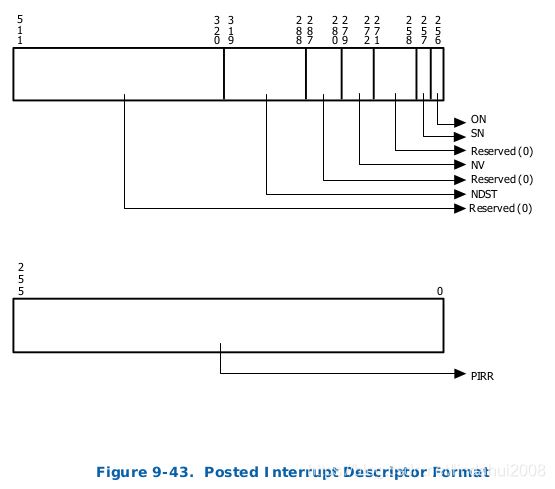 511
320
319
288
287
280
279
272
271
258
257
256
ON
SN
Reserved (0)
NV
Reserved (0)
NDST
Reserved (0)
255
0
PIRR
Figure 9-43. Posted Interrupt Descriptor Format